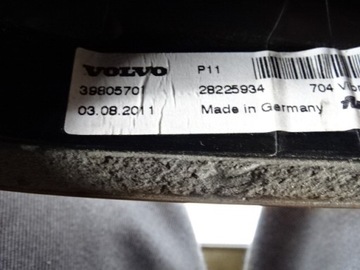 VOLVO P11
39805701 28225934 704
03.08.2011 Made in Germany